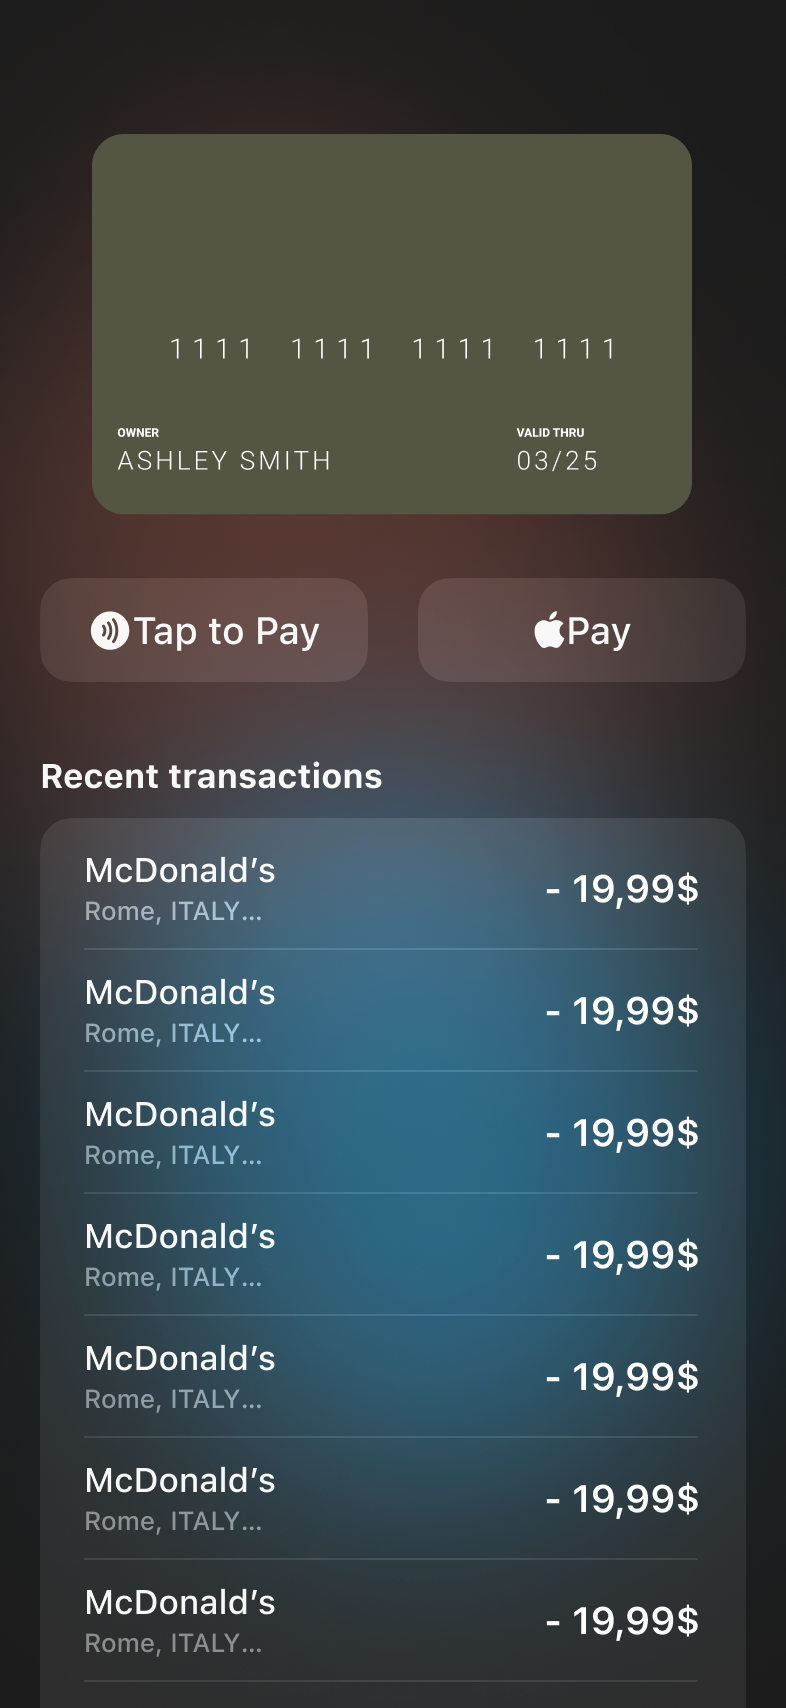 1111 1111 1111 1111
OWNER
VALID THRU
ASHLEY SMITH
03/25
Tap to Pay
Pay
Recent transactions
McDonald’s
- 19,99$
Rome, ITALY...
McDonald’s
- 19,99$
Rome, ITALY...
McDonald’s
- 19,99$
Rome, ITALY...
McDonald’s
- 19,99$
Rome, ITALY...
McDonald’s
- 19,99$
Rome, ITALY...
McDonald’s
- 19,99$
Rome, ITALY...
McDonald’s
- 19,99$
Rome, ITALY...